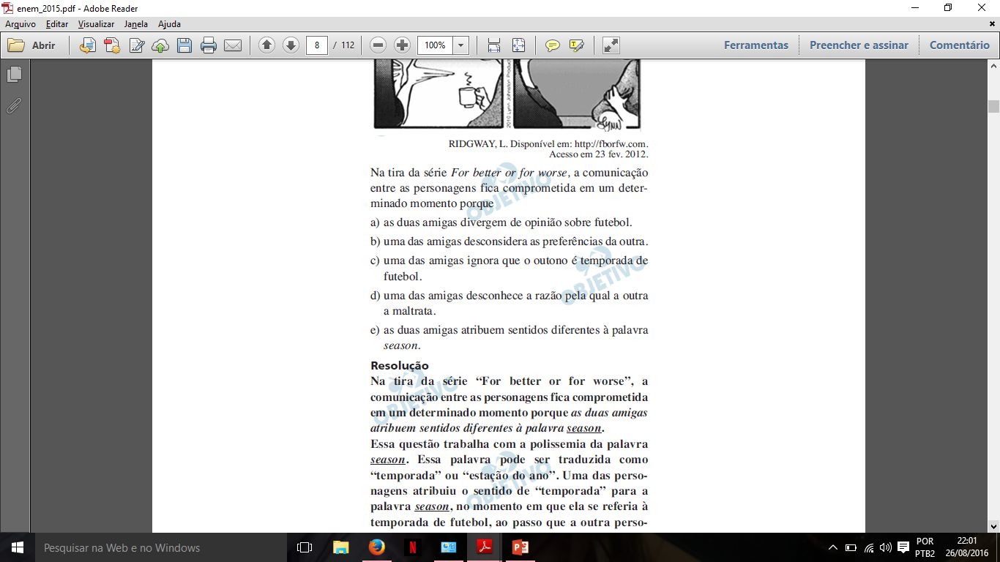 enem_2015.pdf - Adobe Reader
Arquivo Editar Visualizar Janela Ajuda
Abrir 8 / 112 100% Ferramentas Preencher e assinar Comentário
2010 Lynn Johnston Produc
LYNN
RIDGWAY, L. Disponível em: http://fborfw.com.
Acesso em 23 fev. 2012.
Na tira da série For better or for worse, a comunicação
entre as personagens fica comprometida em um deter-
minado momento porque
a) as duas amigas divergem de opinião sobre futebol.
b) uma das amigas desconsidera as preferências da outra.
c) uma das amigas ignora que o outono é temporada de
futebol.
d) uma das amigas desconhece a razão pela qual a outra
a maltrata.
e) as duas amigas atribuem sentidos diferentes à palavra
season.
Resolução
Na tira da série “For better or for worse”, a
comunicação entre as personagens fica comprometida
em um determinado momento porque as duas amigas
atribuem sentidos diferentes à palavra season.
Essa questão trabalha com a polissemia da palavra
season. Essa palavra pode ser traduzida como
“temporada” ou “estação do ano”. Uma das perso-
nagens atribuiu o sentido de “temporada” para a
palavra season, no momento em que ela se referia à
temporada de futebol, ao passo que a outra perso-
OBJETIVO
OBJETIVO
OBJETIVO
OBJETIVO
Pesquisar na Web e no Windows
POR
PTB2
22:01
26/08/2016